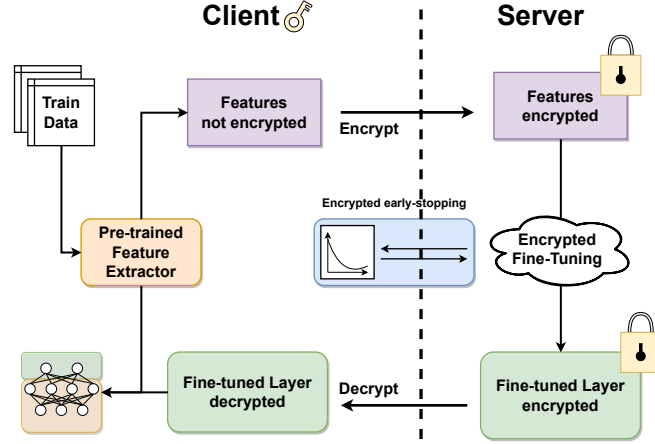 Client
Server
Train
Data
Features
not encrypted
Encrypt
Features
encrypted
Encrypted early-stopping
Pre-trained
Feature
Extractor
Encrypted
Fine-Tuning
Fine-tuned Layer
decrypted
Decrypt
Fine-tuned Layer
encrypted